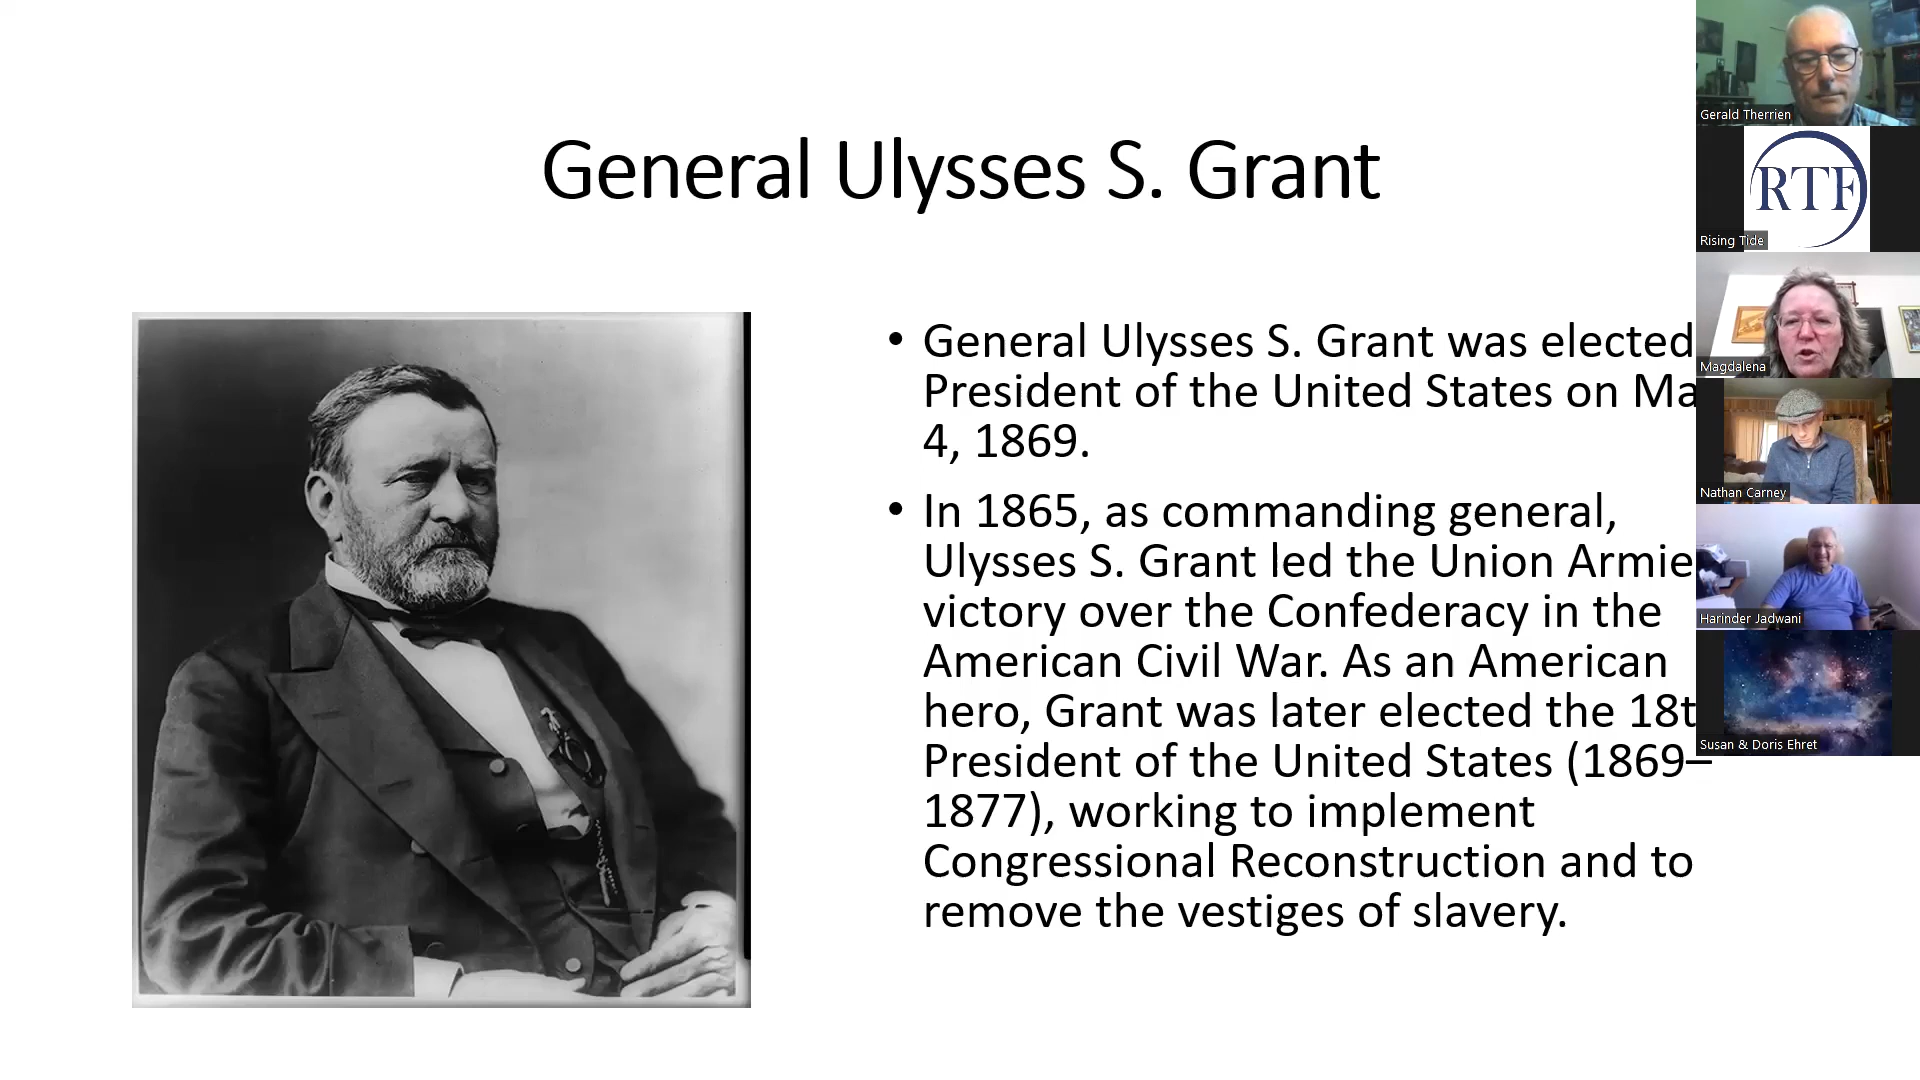 General Ulysses S. Grant
• General Ulysses S. Grant was elected
President of the United States on Ma
4, 1869.
• In 1865, as commanding general,
Ulysses S. Grant led the Union Armie
victory over the Confederacy in the
American Civil War. As an American
hero, Grant was later elected the 18t
President of the United States (1869–
1877), working to implement
Congressional Reconstruction and to
remove the vestiges of slavery.
Gerald Therrien
RTF
Rising Tide
Magdalena
Nathan Carney
Harinder Jadwani
Susan & Doris Ehret